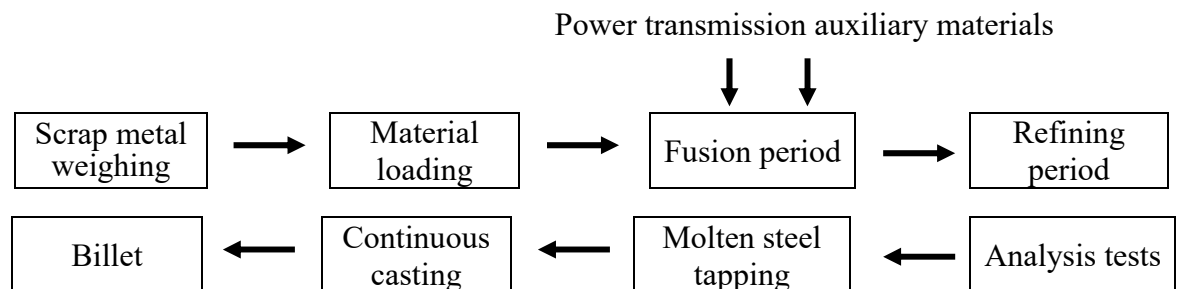 Power transmission auxiliary materials
Scrap metal
weighing
Material
loading
Fusion period
Refining
period
Billet
Continuous
casting
Molten steel
tapping
Analysis tests